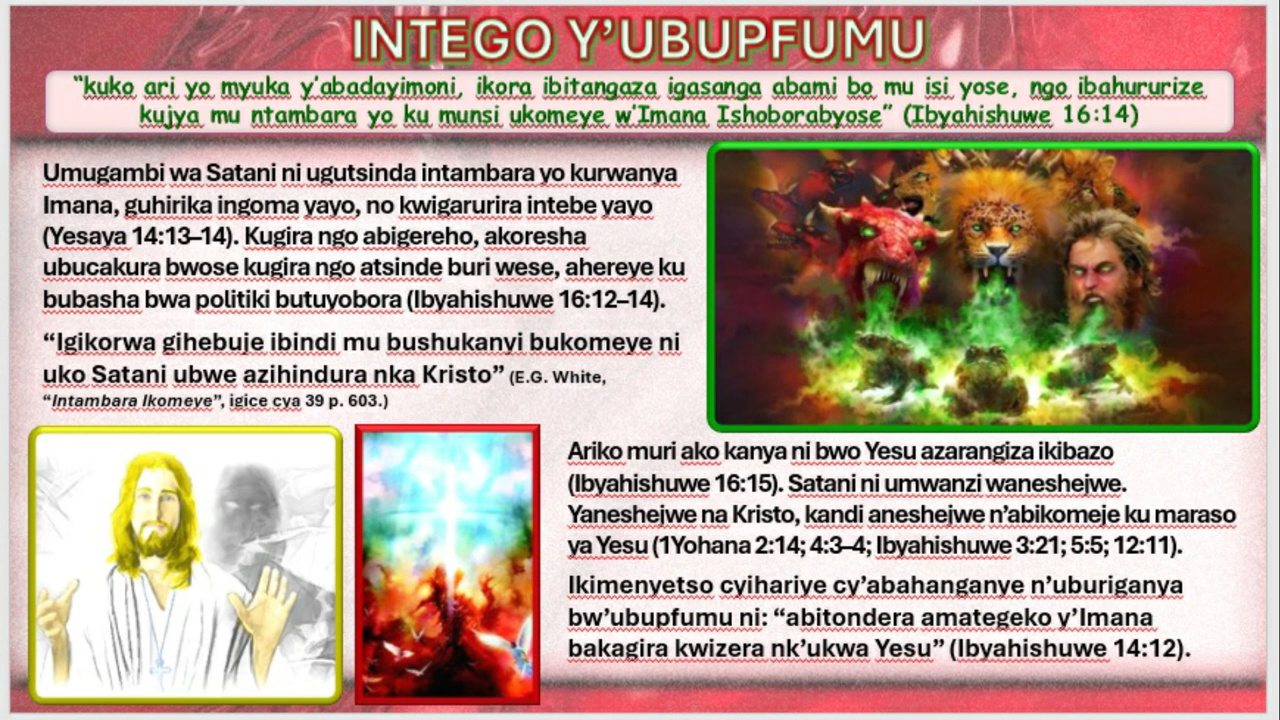 INTEGO Y’UBUPFUMU
“kuko ari yo myuka y’abadayimoni, ikora ibitangaza igasanga abami bo mu isi yose, ngo ibahururize
kujya mu ntambara yo ku munsi ukomeye w’Imana Ishoborabyose” (Ibyahishuwe 16:14)
Umugambi wa Satani ni ugutsinda intambara yo kurwanya
Imana, guhirika ingoma yayo, no kwigarurira intebe yayo
(Yesaya 14:13–14). Kugira ngo abigereho, akoresha
ubucakura bwose kugira ngo atsinde buri wese, ahereye ku
bubasha bwa politiki butuyobora (Ibyahishuwe 16:12–14).
“Igikorwa gihebuje ibindi mu bushukanyi bukomeye ni
uko Satani ubwe azihindura nka Kristo” (E.G. White,
“Intambara Ikomeye”, igice cya 39 p. 603.)
Ariko muri ako kanya ni bwo Yesu azarangiza ikibazo
(Ibyahishuwe 16:15). Satani ni umwanzi waneshejwe.
Yaneshejwe na Kristo, kandi aneshejwe n’abikomeje ku maraso
ya Yesu (1Yohana 2:14; 4:3–4; Ibyahishuwe 3:21; 5:5; 12:11).
Ikimenyetso cyihariye cy’abahanganye n’uburiganya
bw’ubupfumu ni: “abitondera amategeko y’Imana
bakagira kwizera nk’ukwa Yesu” (Ibyahishuwe 14:12).